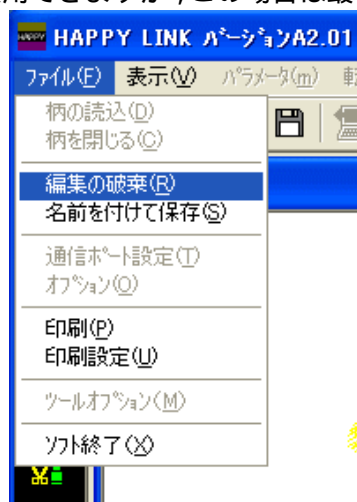 用できますが，この場合は最
HAPPY LINK ﾊﾞｰｼﾞｮﾝA2.01
ファイル(F) 表示(V) ﾊﾟﾗﾒｰﾀ(m) 転
柄の読込(D)
柄を閉じる(C)
編集の破棄(R)
名前を付けて保存(S)
通信ﾎﾟｰﾄ設定(T)
ｵﾌﾟｼｮﾝ(O)
印刷(P)
印刷設定(U)
ﾂｰﾙｵﾌﾟｼｮﾝ(M)
ｿﾌﾄ終了(X)